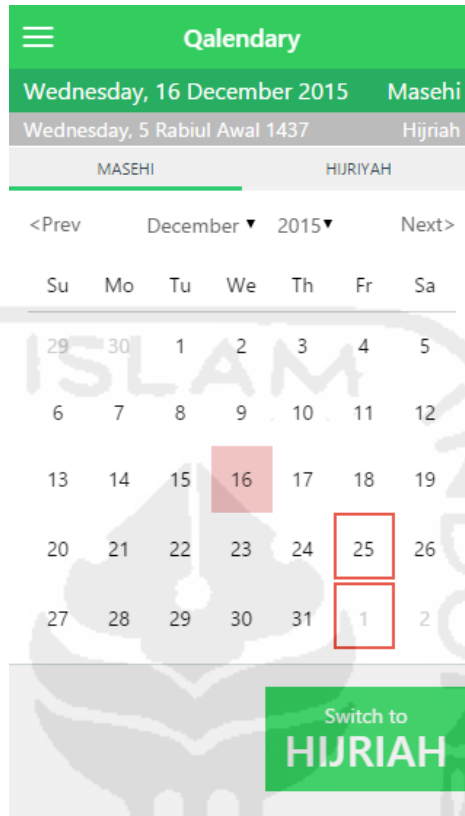 Qalendary
Wednesday, 16 December 2015 Masehi
Wednesday, 5 Rabiul Awal 1437 Hijriah
MASEHI HIJRIYAH
<Prev December ▼ 2015▼ Next>
Su Mo Tu We Th Fr Sa
29 30 1 2 3 4 5
ISLAM
6 7 8 9 10 11 12
13 14 15 16 17 18 19
20 21 22 23 24 25 26
27 28 29 30 31 1 2
Switch to
HIJRIAH